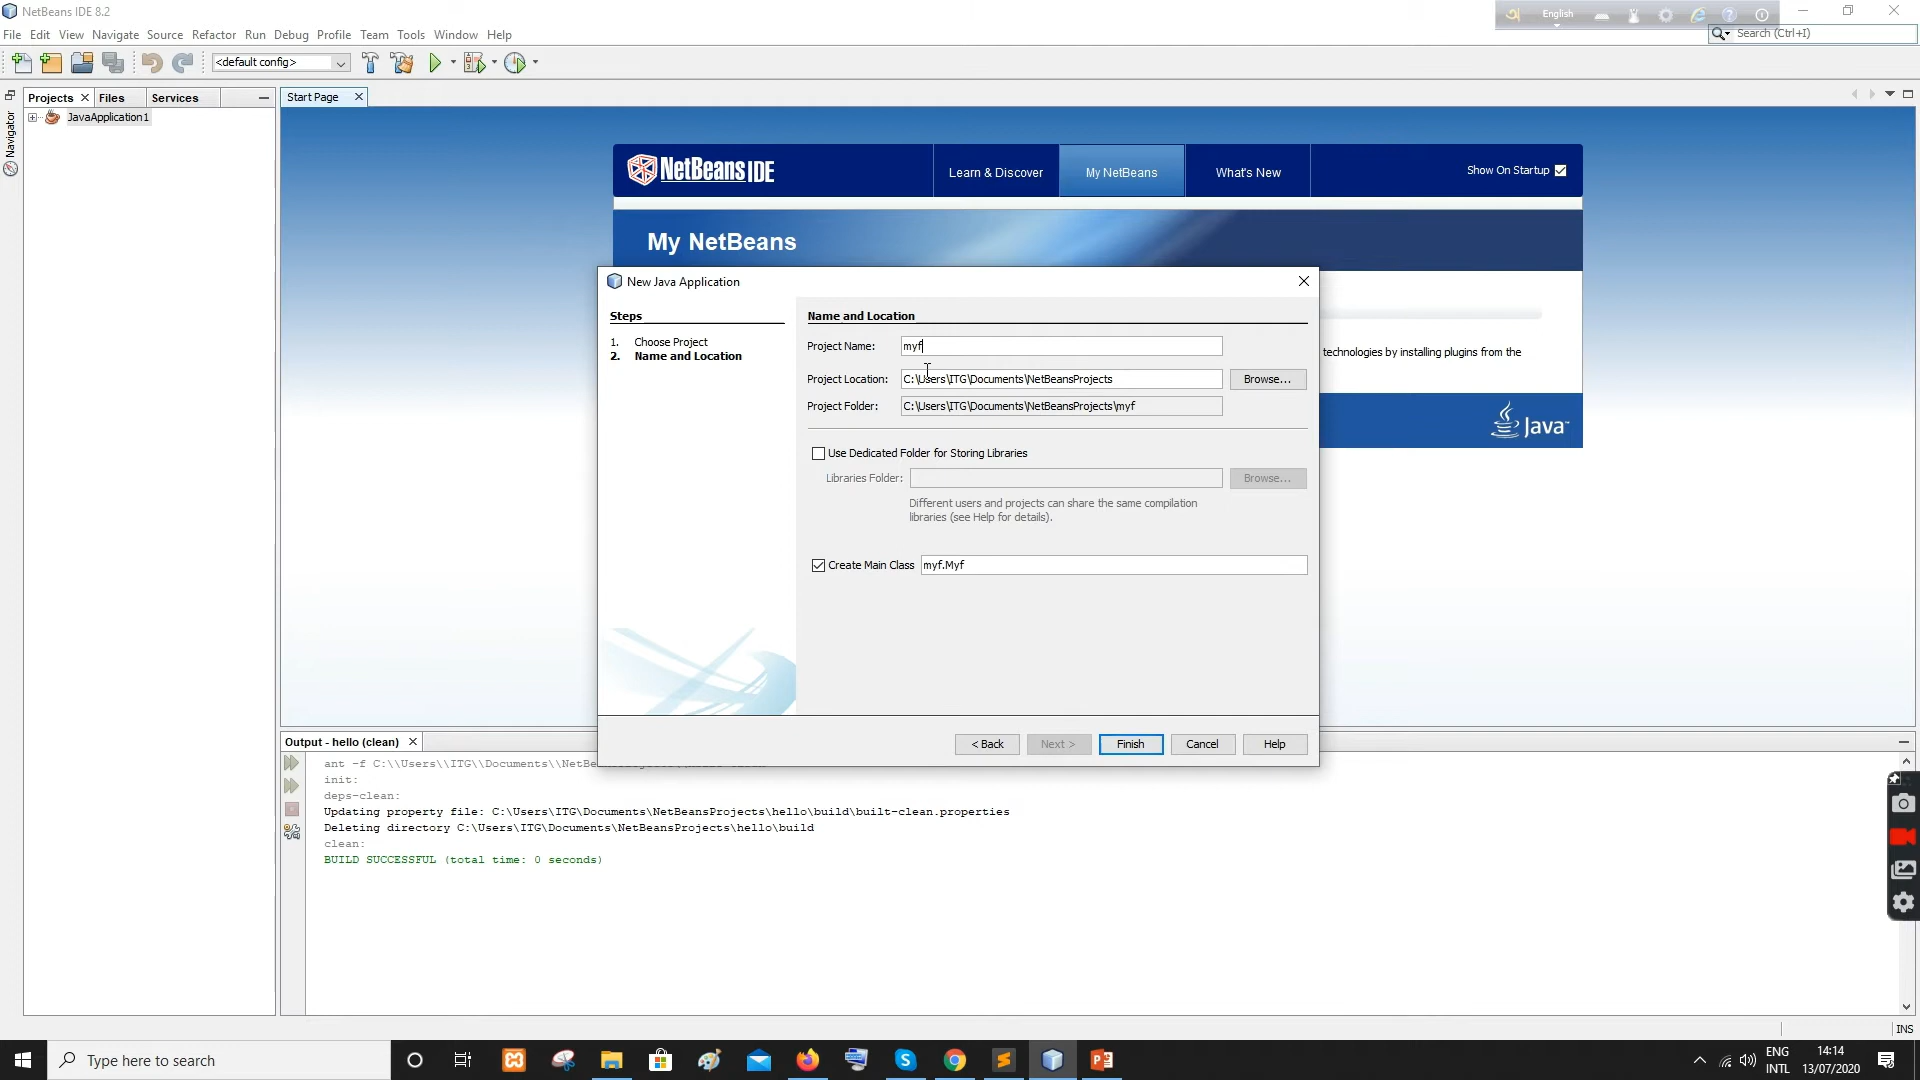 NetBeans IDE 8.2
English
File Edit View Navigate Source Refactor Run Debug Profile Team Tools Window Help
Search (Ctrl+I)
<default config>
Projects Files Services
Start Page
Navigator
JavaApplication1
NetBeans IDE
Learn & Discover
My NetBeans
What's New
Show On Startup
My NetBeans
New Java Application
Steps
1. Choose Project
2. Name and Location
Name and Location
Project Name: myf
Project Location: C:\Users\ITG\Documents\NetBeansProjects Browse...
Project Folder: C:\Users\ITG\Documents\NetBeansProjects\myf
technologies by installing plugins from the
Java™
Use Dedicated Folder for Storing Libraries
Libraries Folder: Browse...
Different users and projects can share the same compilation
libraries (see Help for details).
Create Main Class myf.Myf
< Back Next > Finish Cancel Help
Output - hello (clean)
ant -f C:\\Users\\ITG\\Documents\\NetBe
init:
deps-clean:
Updating property file: C:\Users\ITG\Documents\NetBeansProjects\hello\build\built-clean.properties
Deleting directory C:\Users\ITG\Documents\NetBeansProjects\hello\build
clean:
BUILD SUCCESSFUL (total time: 0 seconds)
INS
Type here to search
ENG
INTL
14:14
13/07/2020